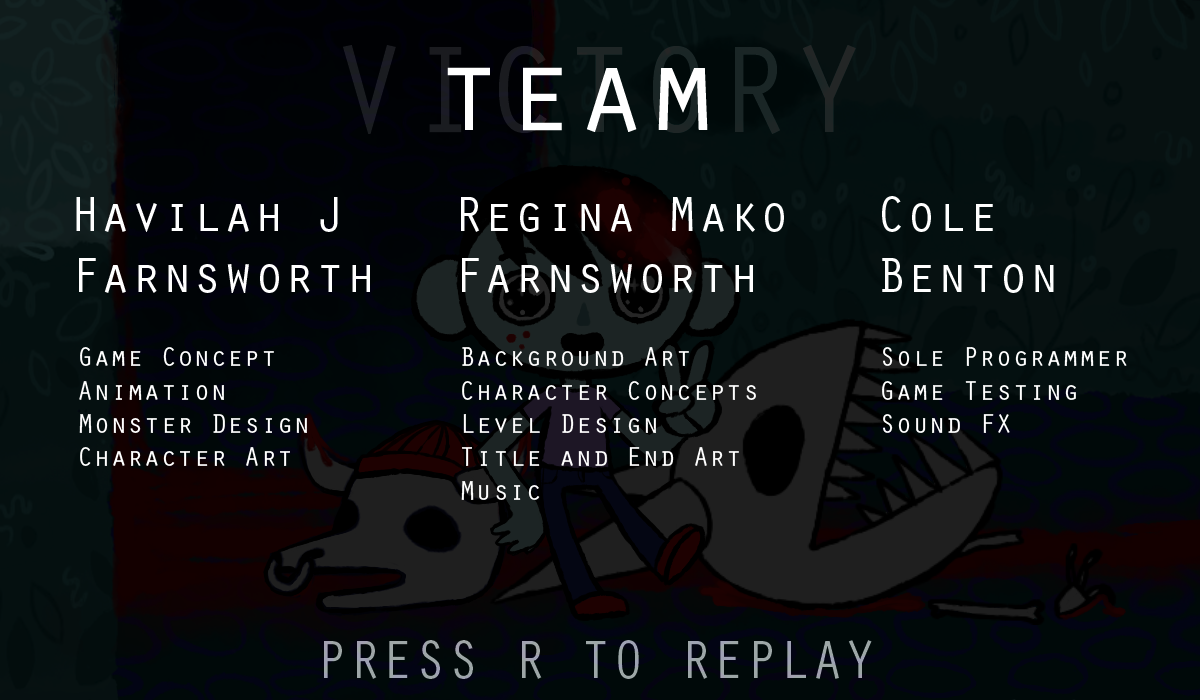 VICTORY
TEAM
Havilah J
Farnsworth
Game Concept
Animation
Monster Design
Character Art
Regina Mako
Farnsworth
Background Art
Character Concepts
Level Design
Title and End Art
Music
Cole
Benton
Sole Programmer
Game Testing
Sound FX
PRESS R TO REPLAY